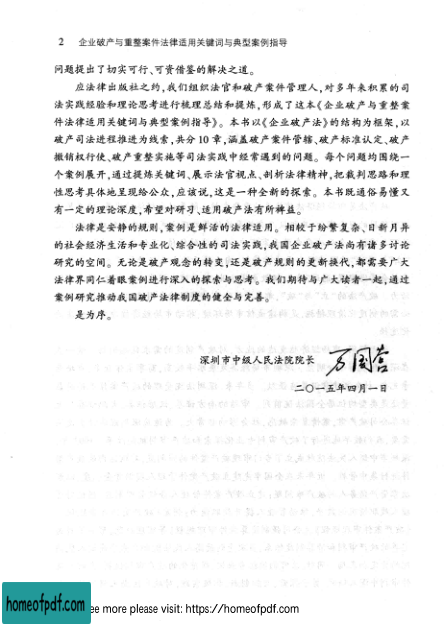 2 企业破产与重整案件法律适用关键词与典型案例指导
问题提出了切实可行、可资借鉴的解决之道。
应法律出版社之约,我们组织法官和破产案件管理人,对多年来积累的司
法实践经验和理论思考进行梳理总结和提炼,形成了这本《企业破产与重整案
件法律适用关键词与典型案例指导》。本书以《企业破产法》的结构为框架,以
破产司法进程推进为线索,共分10章,涵盖破产案件管辖、破产标准认定、破产
撤销权行使、破产重整实施等司法实践中经常遇到的问题。每个问题均围绕一
个案例展开,通过提炼关键词、展示法官视点、剖析法律精神,把裁判思路和理
性思考具体地呈现给公众,应该说,这是一种全新的探索。本书既通俗易懂又
有一定的理论深度,希望对研习、适用破产法有所裨益。
法律是安静的规则,案例是鲜活的法律适用。相较于纷繁复杂、日新月异
的社会经济生活和专业化、综合性的司法实践,我国企业破产法尚有诸多讨论
研究的空间。无论是破产观念的转变,还是破产规则的更新换代,都需要广大
法律界同仁着眼案例进行深入的探索与思考。我们期待与广大读者一起,通过
案例研究推动我国破产法律制度的健全与完善。
是为序。
深圳市中级人民法院院长 万国营
二〇一五年四月一日
homeofpdf.com
ee more please visit: https://homeofpdf.com